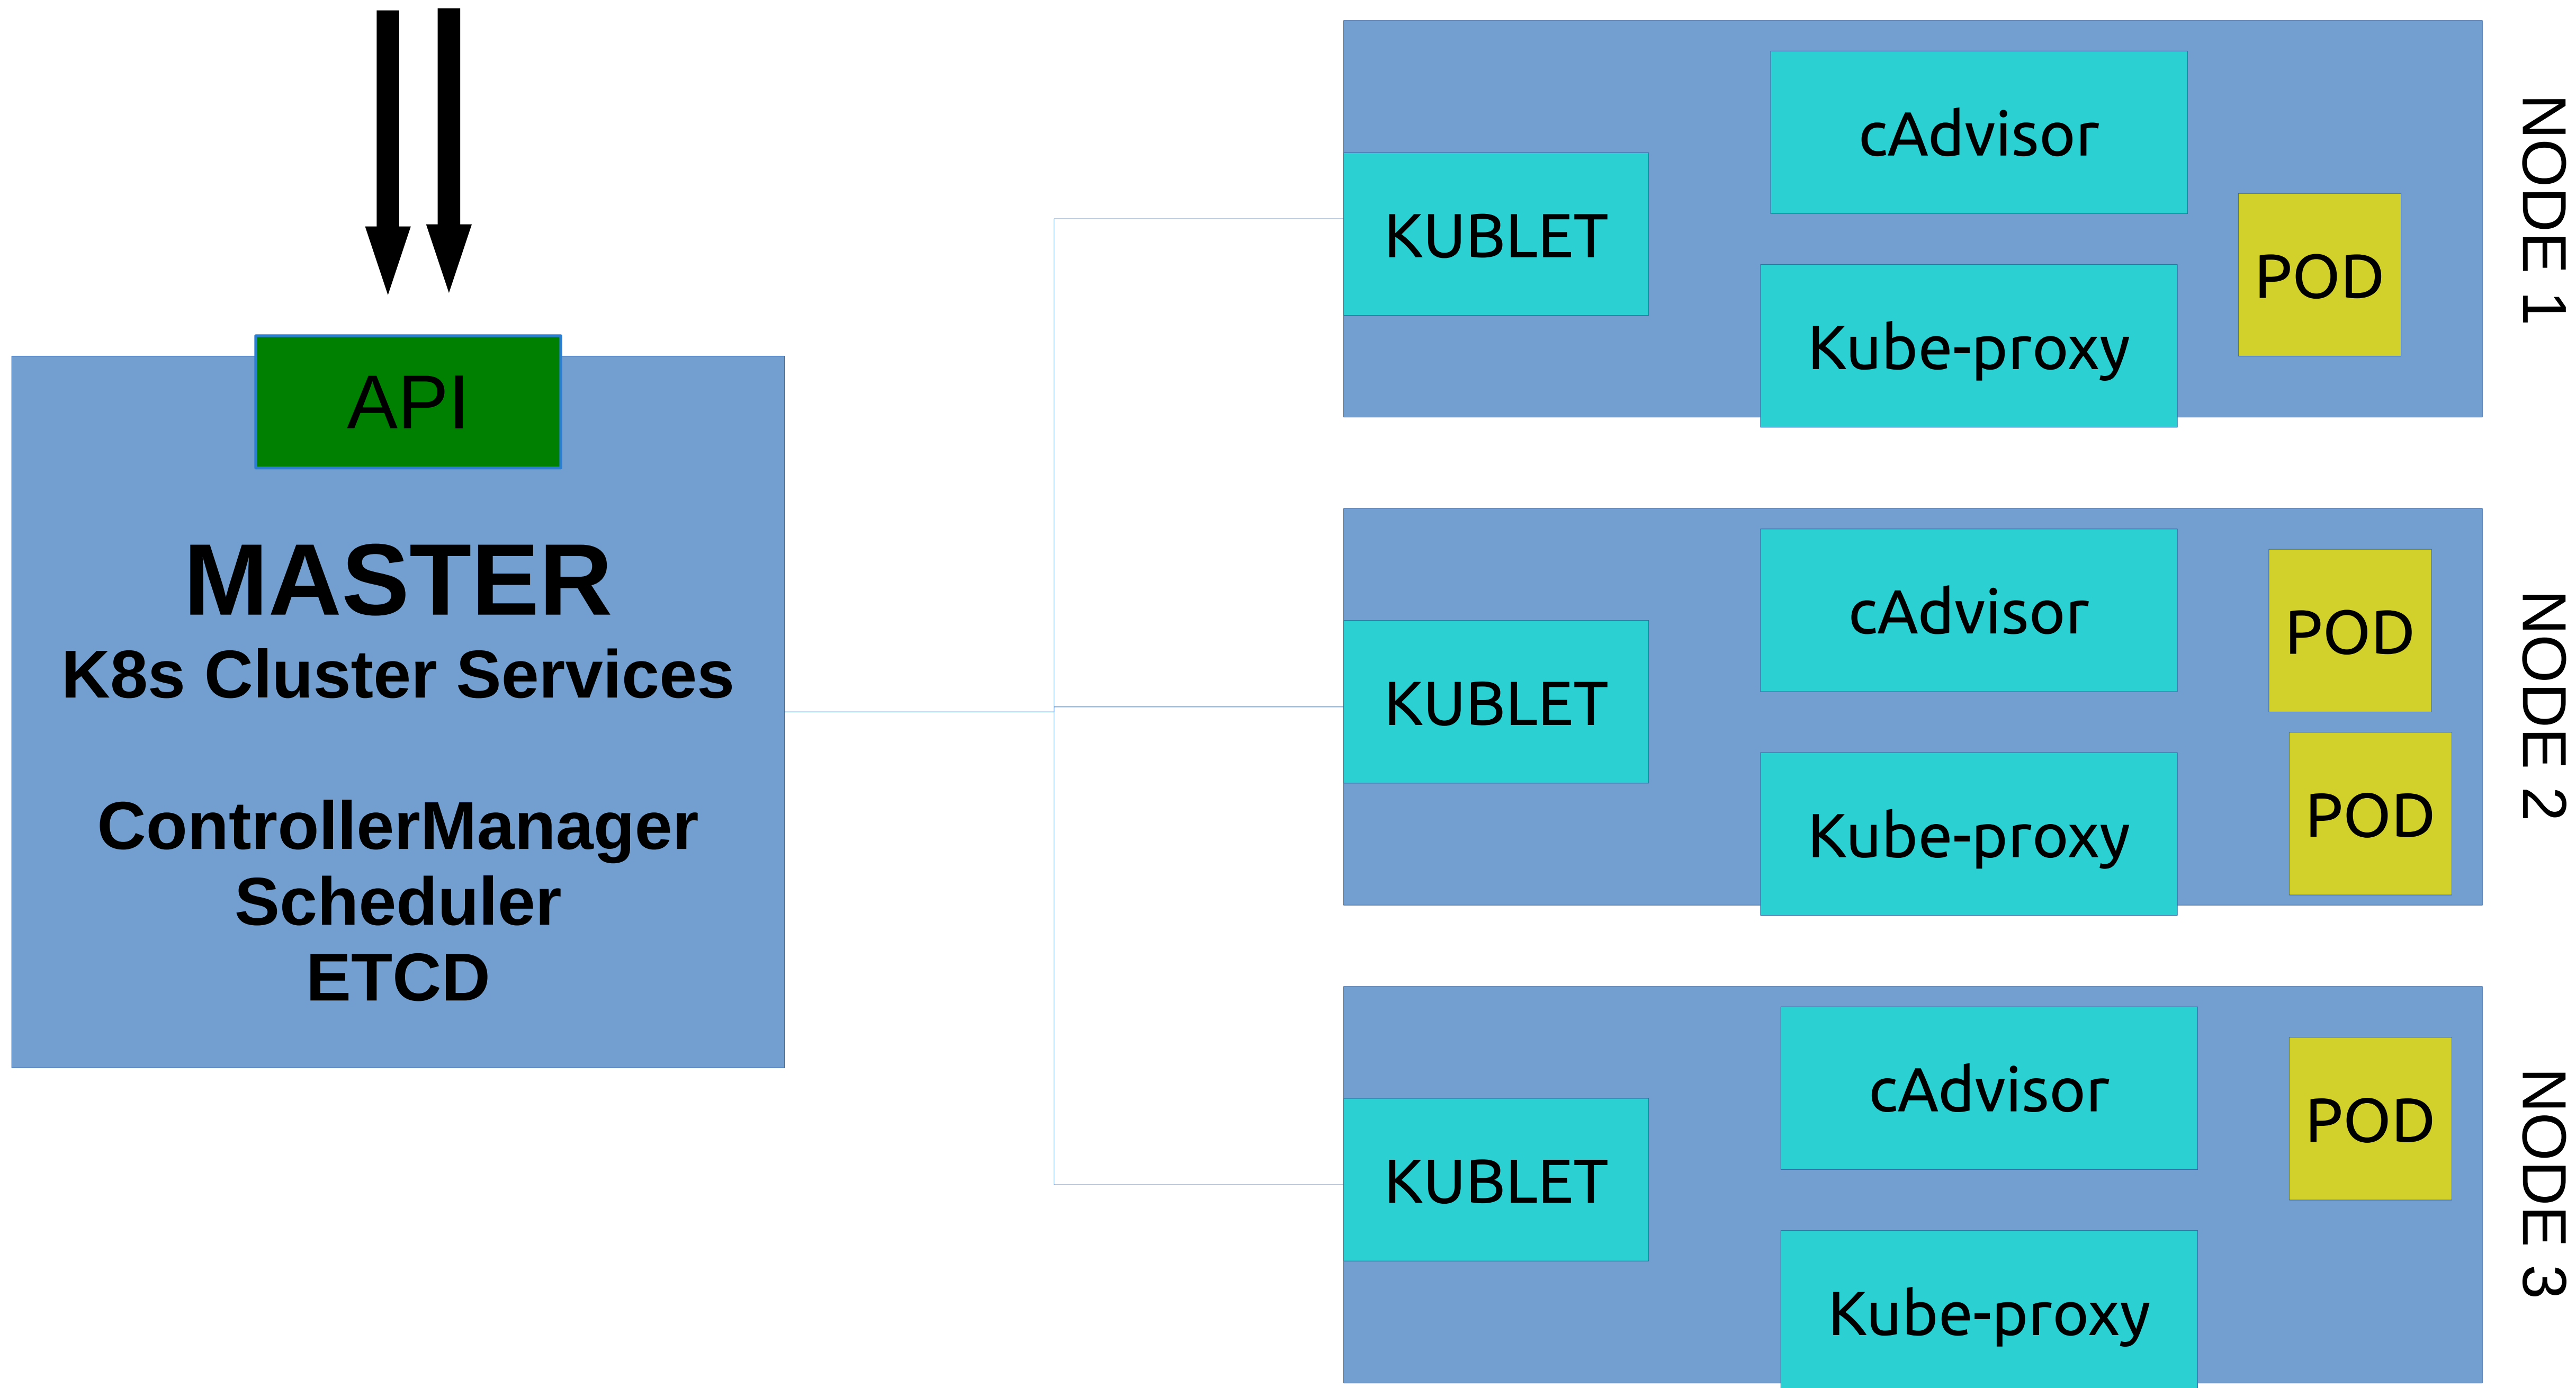 API
MASTER
K8s Cluster Services
ControllerManager
Scheduler
ETCD
KUBLET
cAdvisor
Kube-proxy
POD
NODE 1
KUBLET
cAdvisor
Kube-proxy
POD
POD
NODE 2
KUBLET
cAdvisor
Kube-proxy
POD
NODE 3